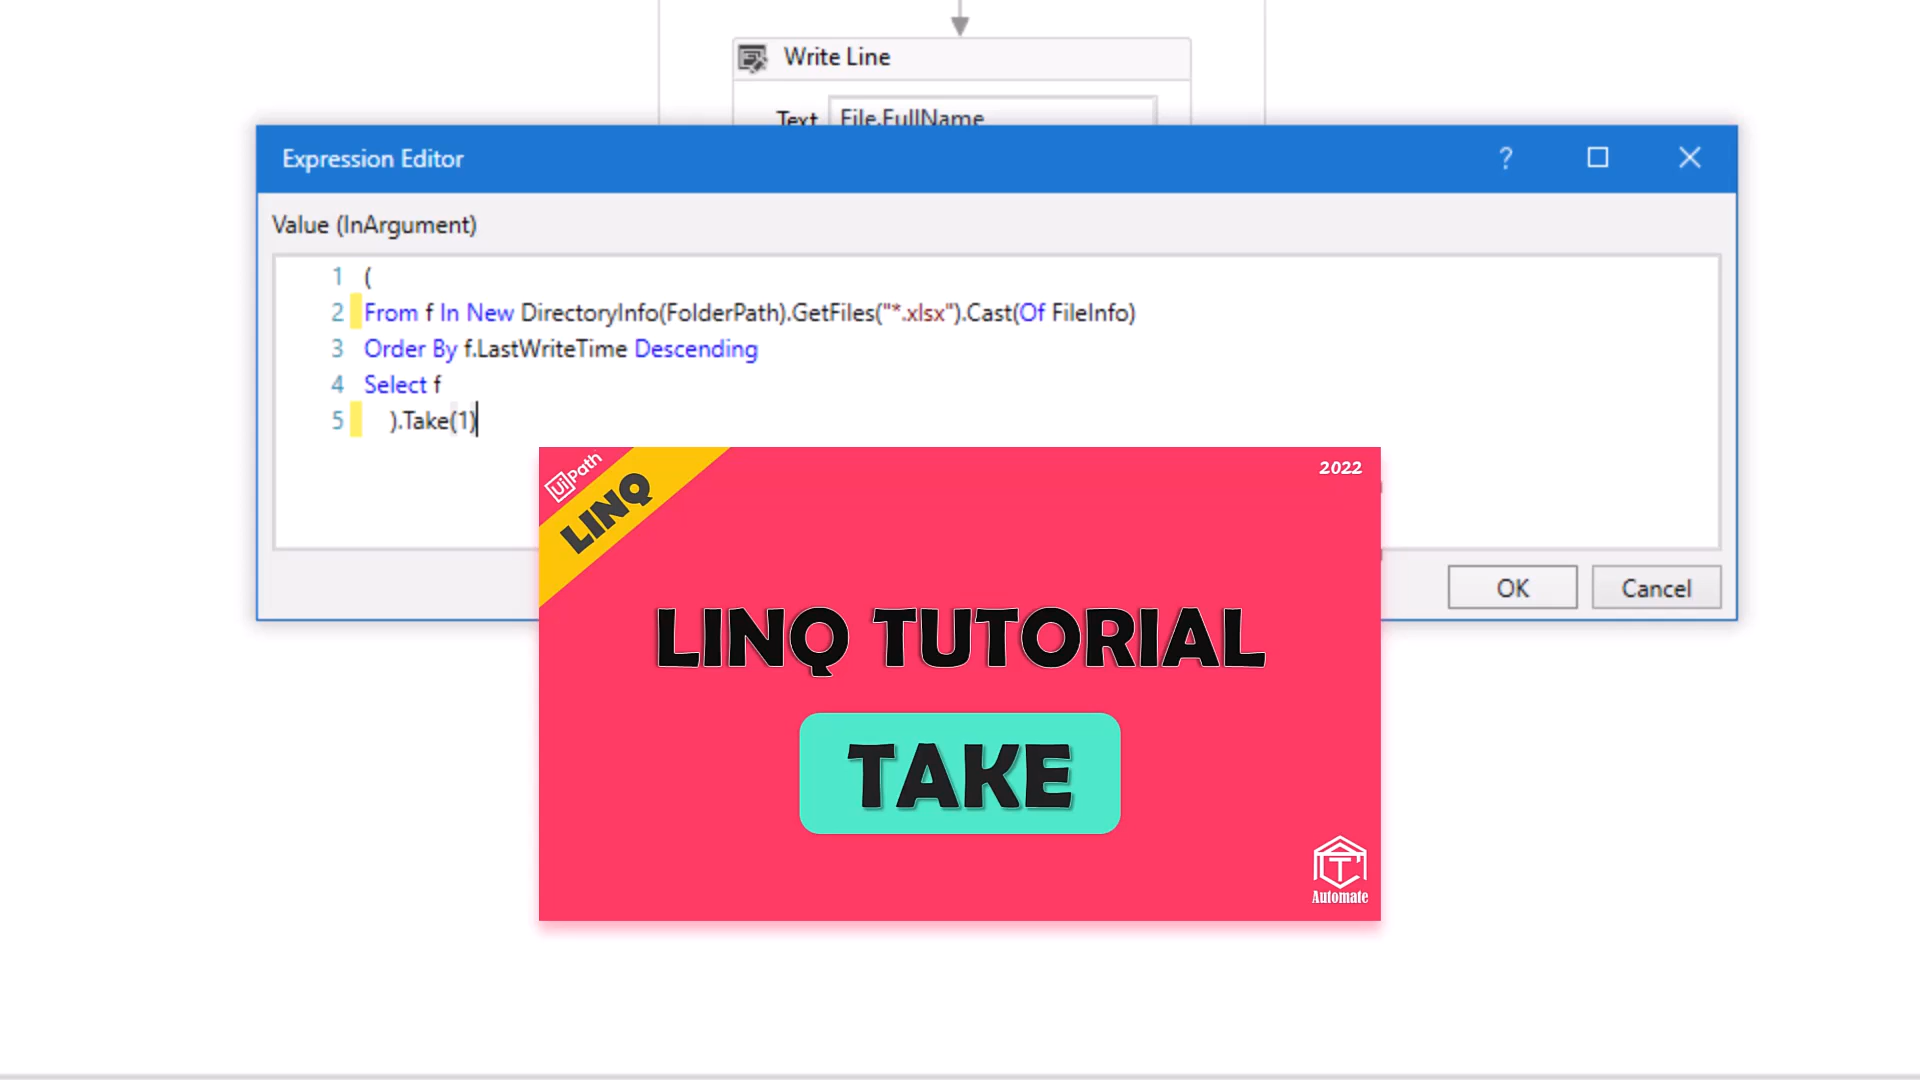 Write Line
Text File.FullName
Expression Editor
?
Value (InArgument)
1 (
2 From f In New DirectoryInfo(FolderPath).GetFiles("*.xlsx").Cast(Of FileInfo)
3 Order By f.LastWriteTime Descending
4 Select f
5 ).Take(1)
UiPath
2022
LINQ
OK Cancel
LINQ TUTORIAL
TAKE
Automate